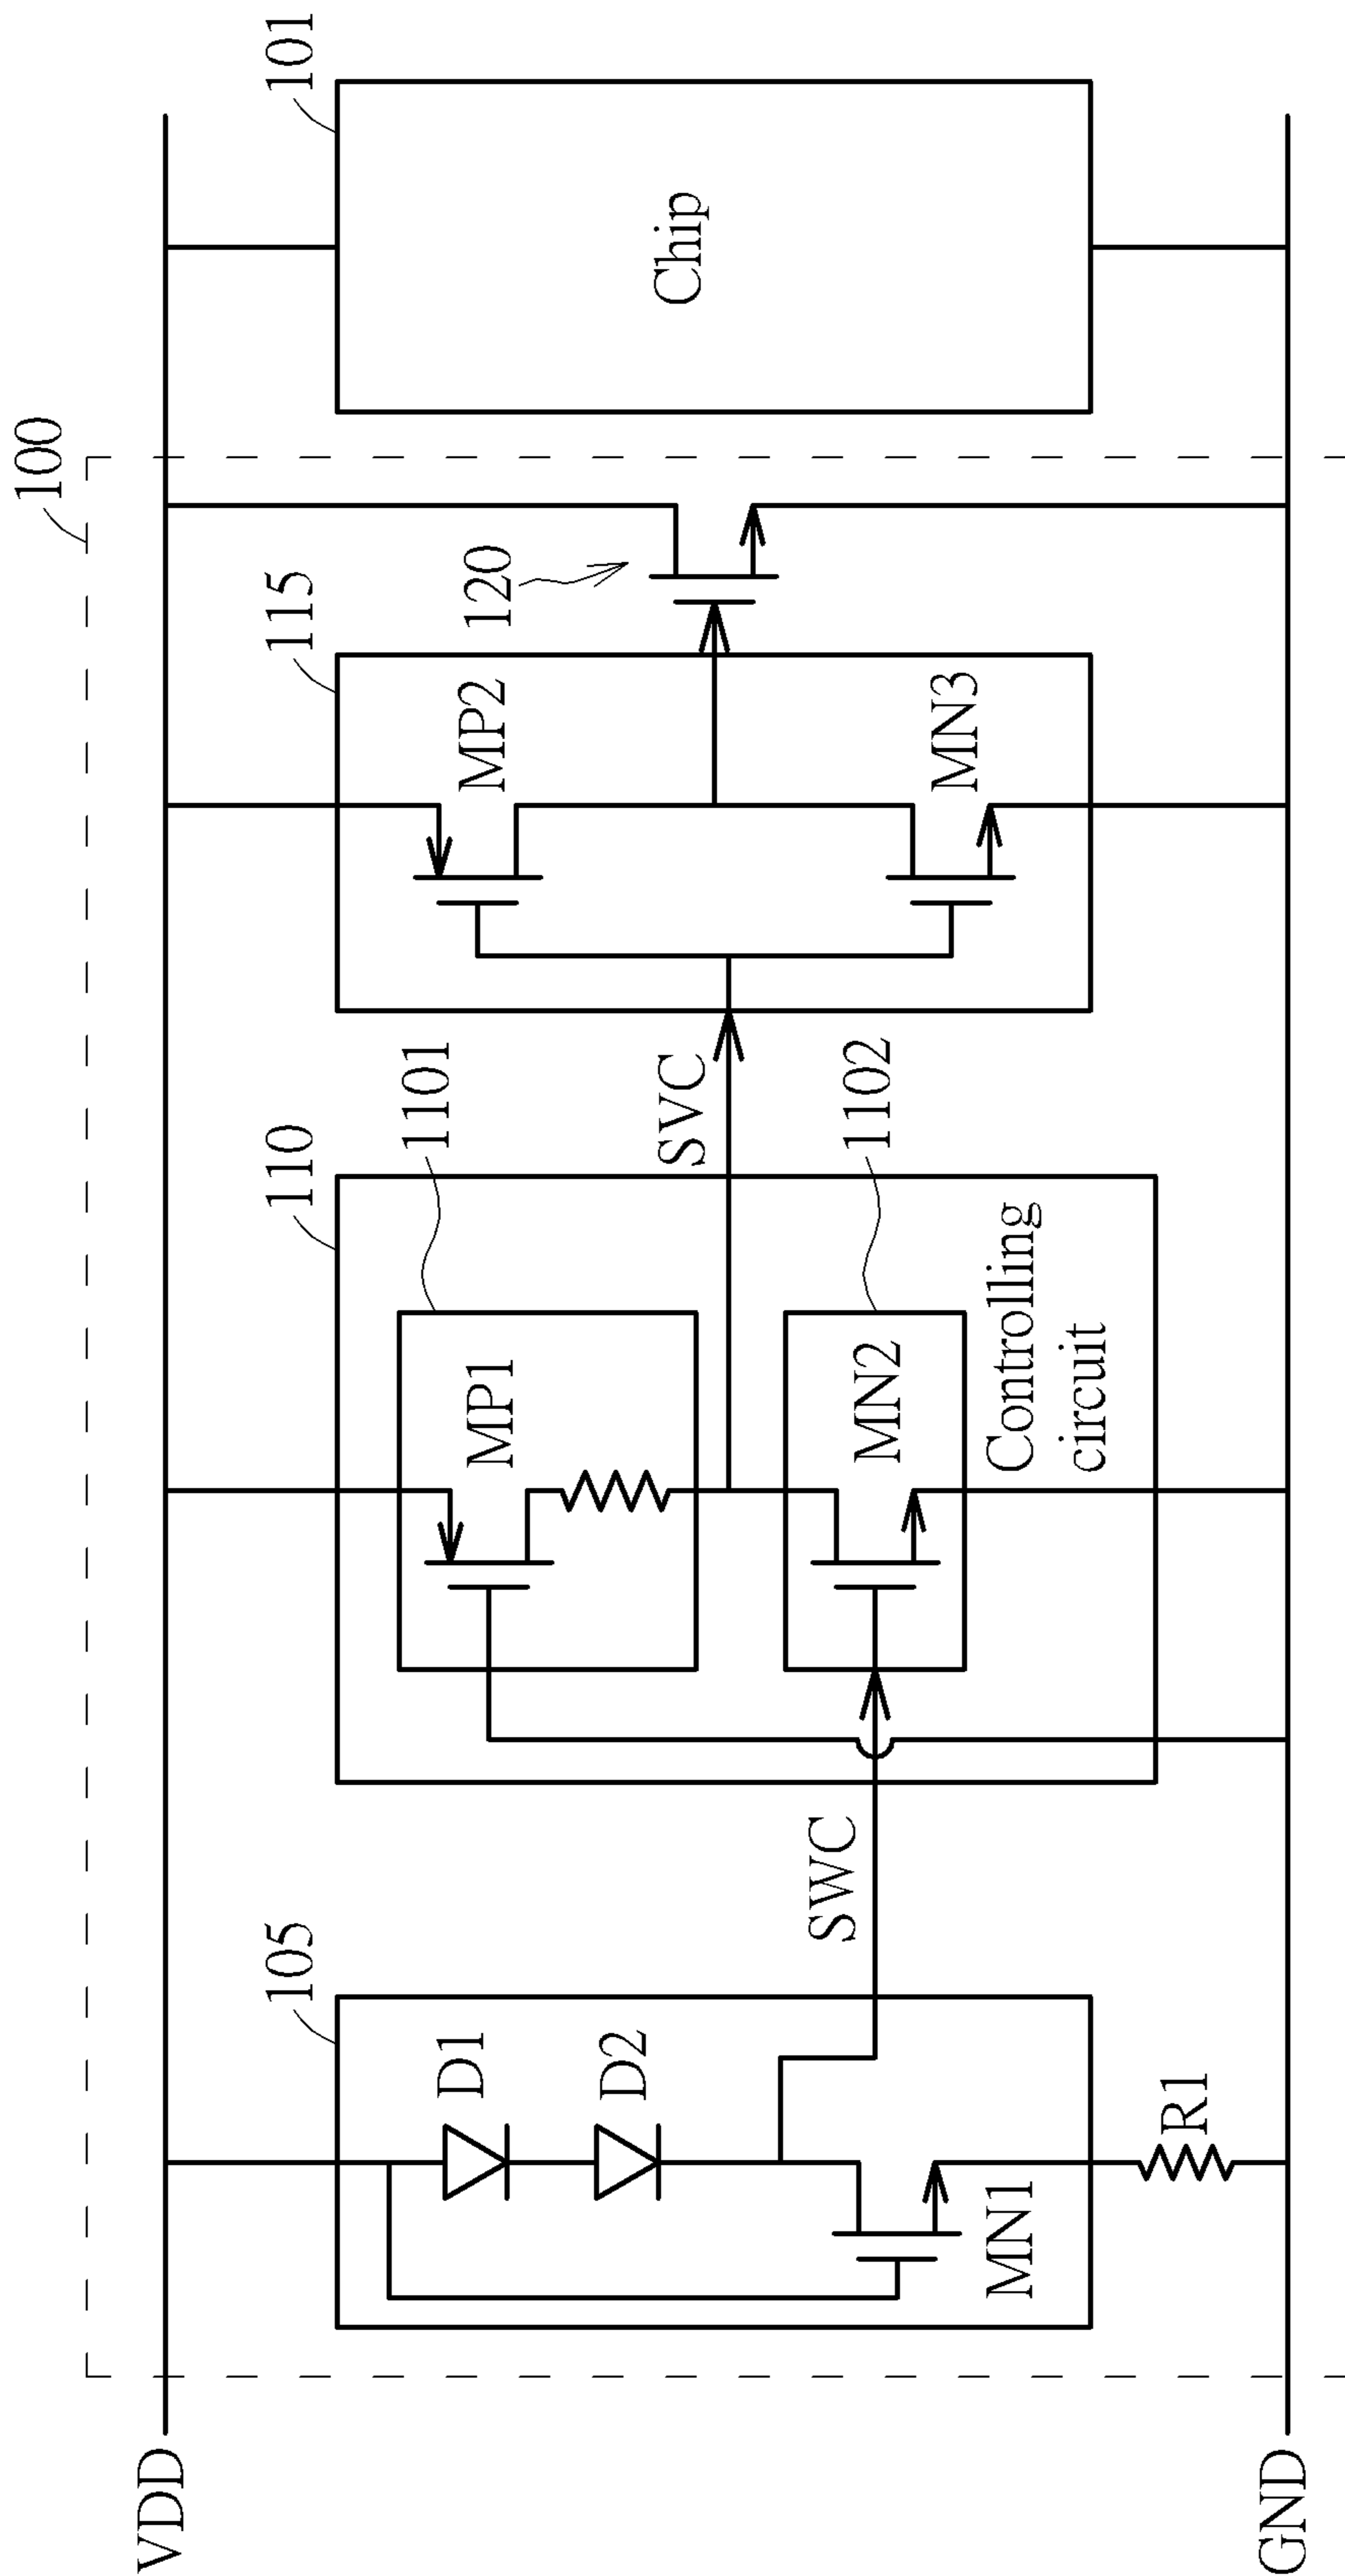 100
101
115
120
110
1101
1102
105
VDD
GND
D1
D2
MN1
R1
SWC
MP1
MN2
Controlling
circuit
SVC
MP2
MN3
Chip